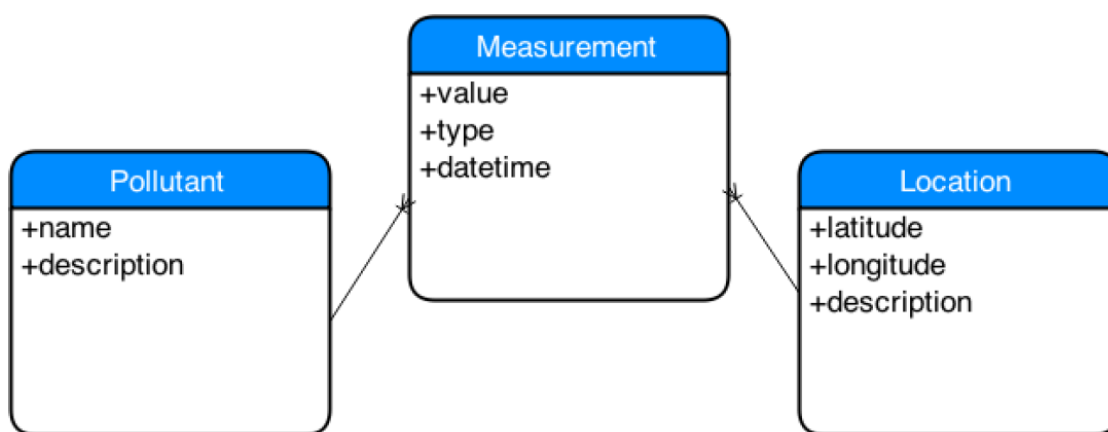 Measurement
+value
+type
+datetime
Pollutant
+name
+description
Location
+latitude
+longitude
+description